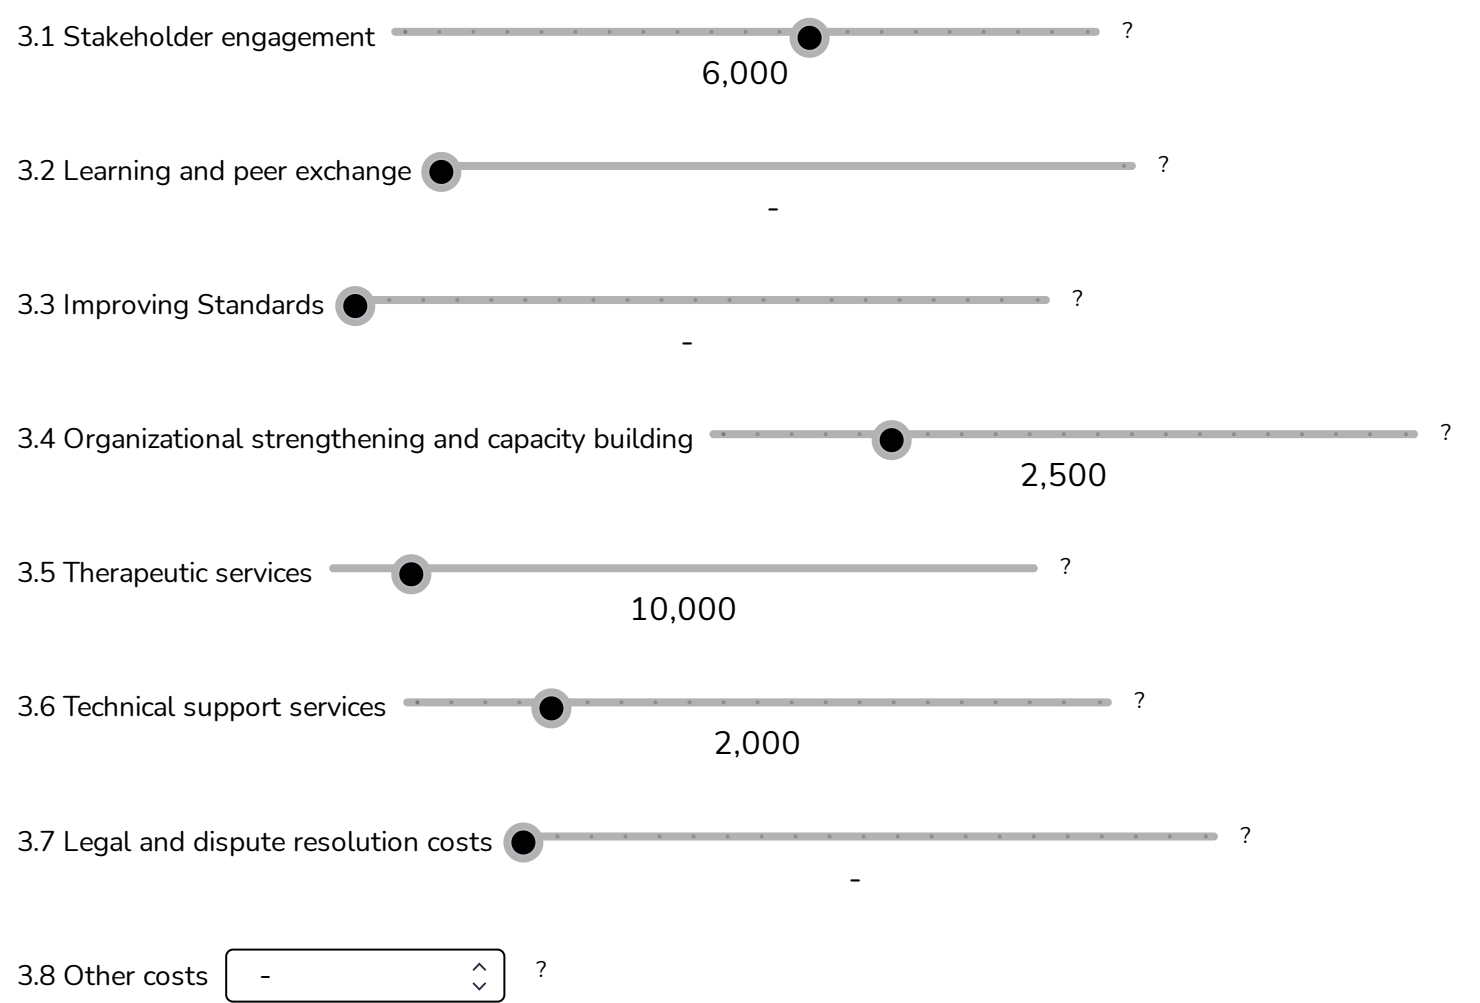 3.1 Stakeholder engagement ?
6,000
3.2 Learning and peer exchange ?
-
3.3 Improving Standards ?
-
3.4 Organizational strengthening and capacity building ?
2,500
3.5 Therapeutic services ?
10,000
3.6 Technical support services ?
2,000
3.7 Legal and dispute resolution costs ?
-
3.8 Other costs - ?